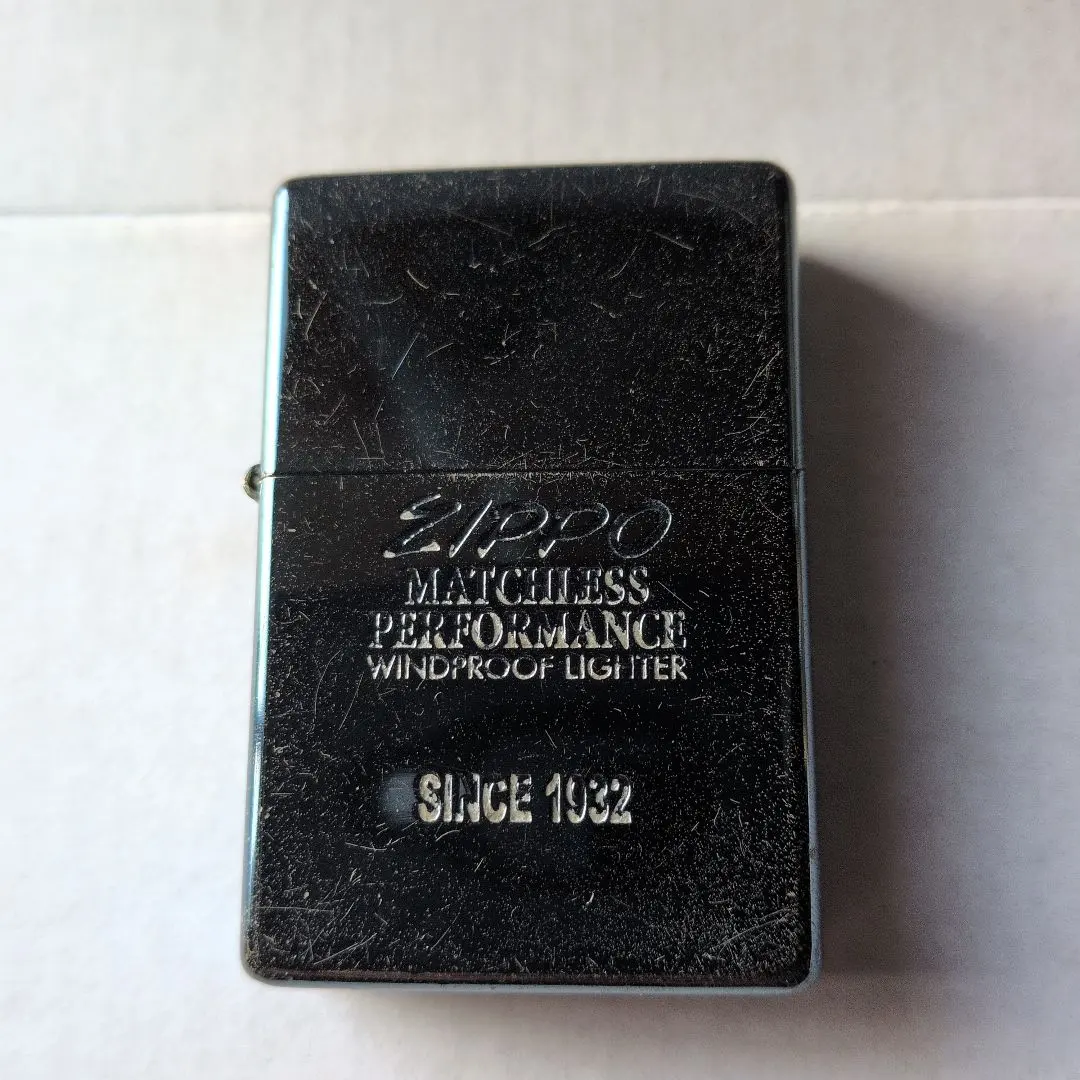 ZIPPO
MATCHLESS
PERFORMANCE
WINDPROOF LIGHTER
SINCE 1932